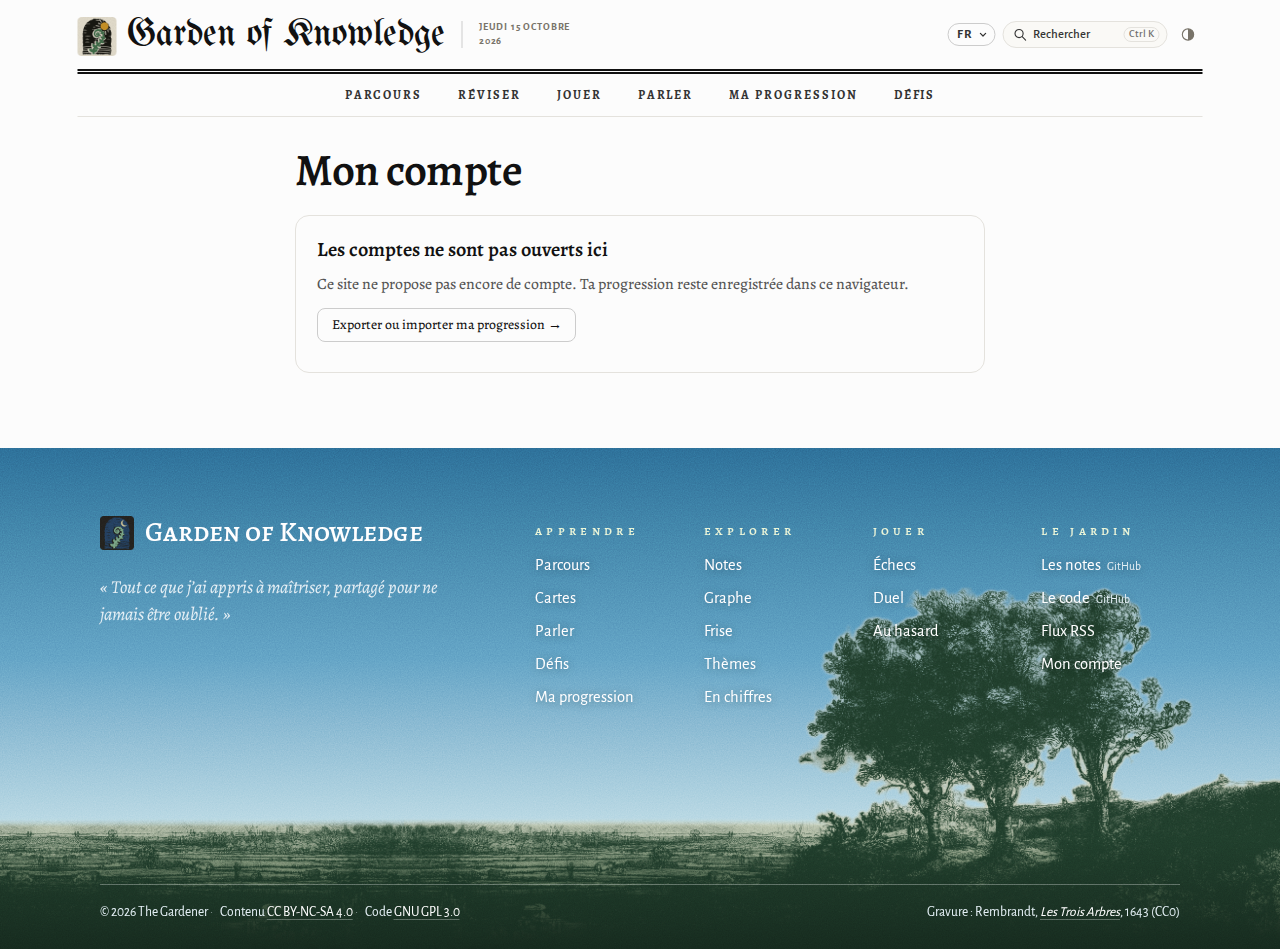 Garden of Knowledge
JEUDI 15 OCTOBRE
2026
FR
Rechercher
Ctrl K
PARCOURS
RÉVISER
JOUER
PARLER
MA PROGRESSION
DÉFIS
Mon compte
Les comptes ne sont pas ouverts ici
Ce site ne propose pas encore de compte. Ta progression reste enregistrée dans ce navigateur.
Exporter ou importer ma progression →
Garden of Knowledge
« Tout ce que j'ai appris à maîtriser, partagé pour ne
jamais être oublié. »
APPRENDRE
Parcours
Cartes
Parler
Défis
Ma progression
EXPLORER
Notes
Graphe
Frise
Thèmes
En chiffres
JOUER
Échecs
Duel
Au hasard
LE JARDIN
Les notes GitHub
Le code GitHub
Flux RSS
Mon compte
© 2026 The Gardener · Contenu CC BY-NC-SA 4.0 · Code GNU GPL 3.0
Gravure : Rembrandt, Les Trois Arbres, 1643 (CC0)